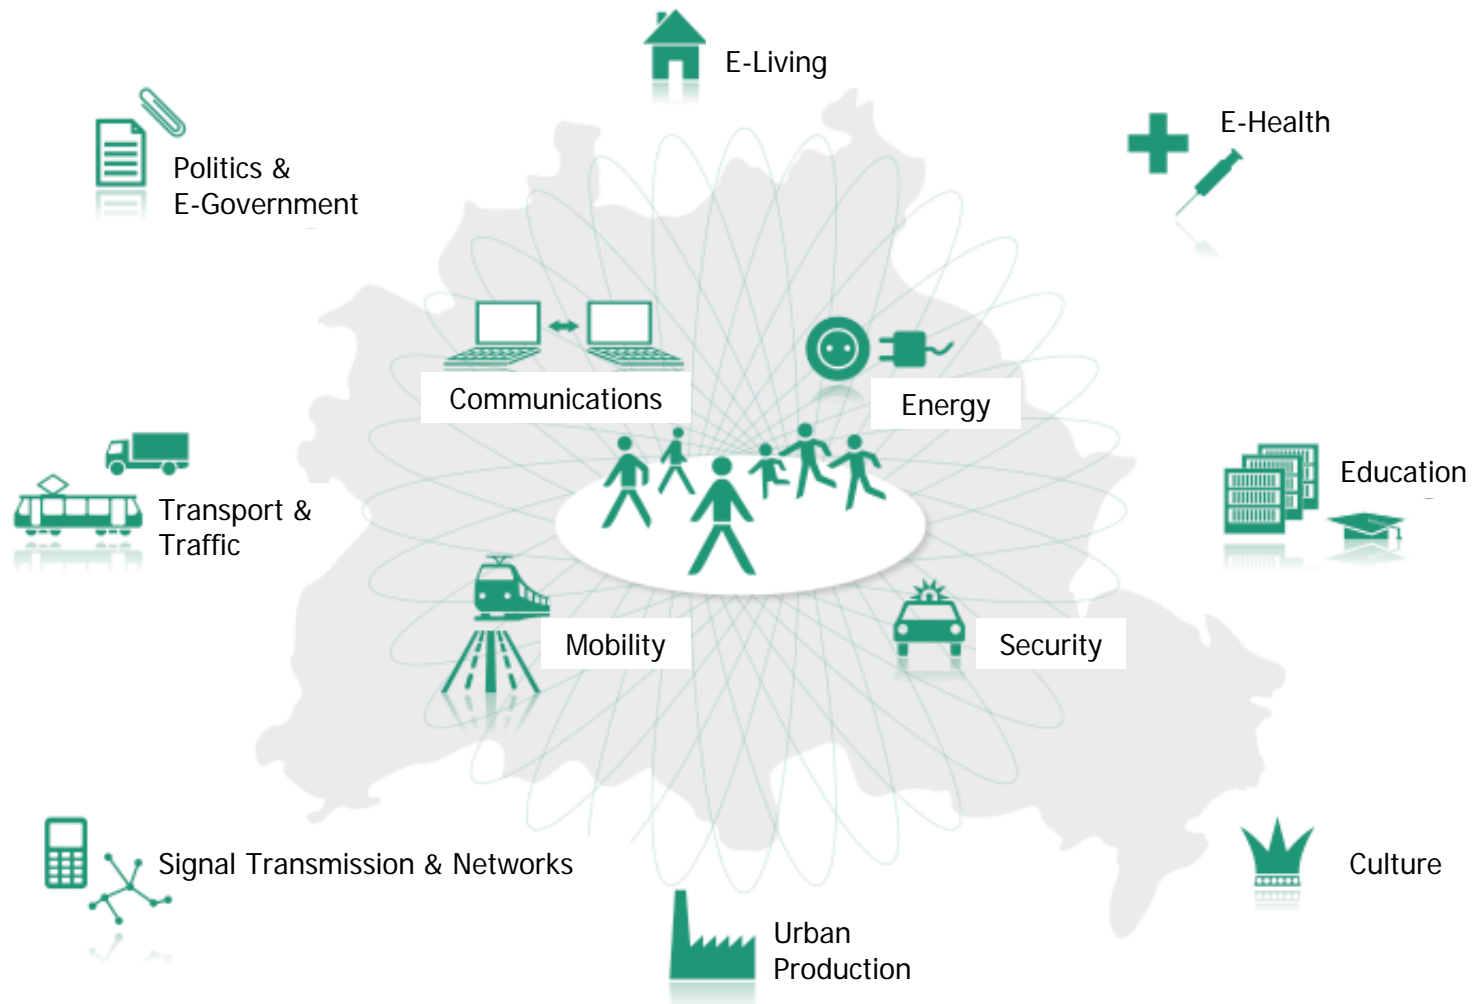 E-Living
E-Health
Politics &
E-Government
Communications
Energy
Education
Transport &
Traffic
Mobility
Security
Signal Transmission & Networks
Culture
Urban
Production